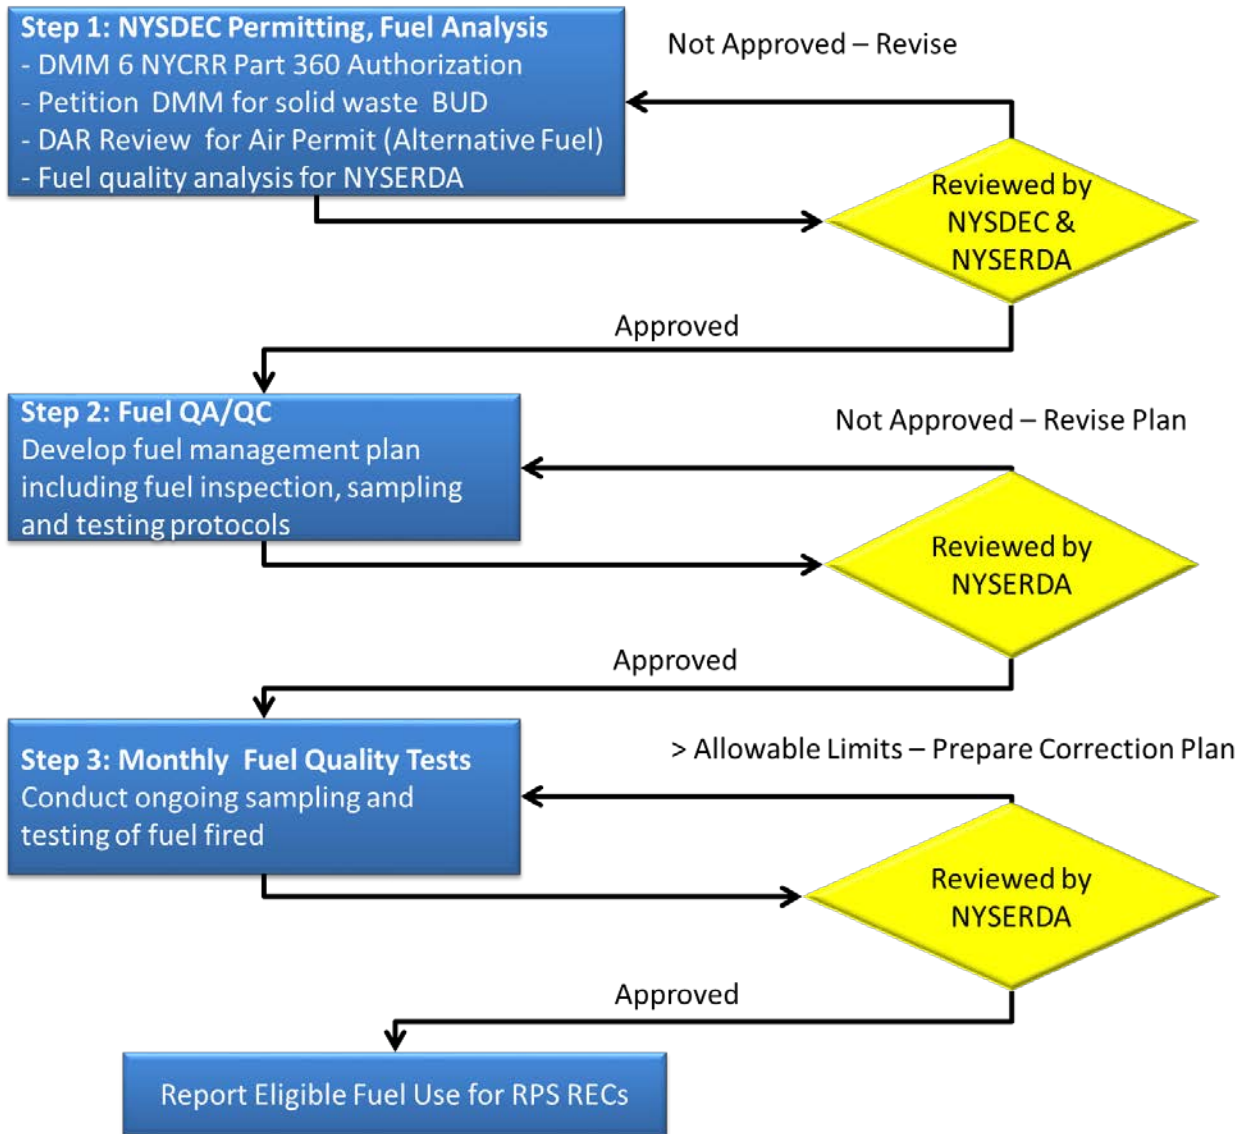 Step 1: NYSDEC Permitting, Fuel Analysis
- DMM 6 NYCRR Part 360 Authorization
- Petition DMM for solid waste BUD
- DAR Review for Air Permit (Alternative Fuel)
- Fuel quality analysis for NYSERDA
Not Approved – Revise
Reviewed by
NYSDEC &
NYSERDA
Approved
Step 2: Fuel QA/QC
Develop fuel management plan
including fuel inspection, sampling
and testing protocols
Not Approved – Revise Plan
Reviewed by
NYSERDA
Approved
Step 3: Monthly Fuel Quality Tests
Conduct ongoing sampling and
testing of fuel fired
> Allowable Limits – Prepare Correction Plan
Reviewed by
NYSERDA
Approved
Report Eligible Fuel Use for RPS RECs